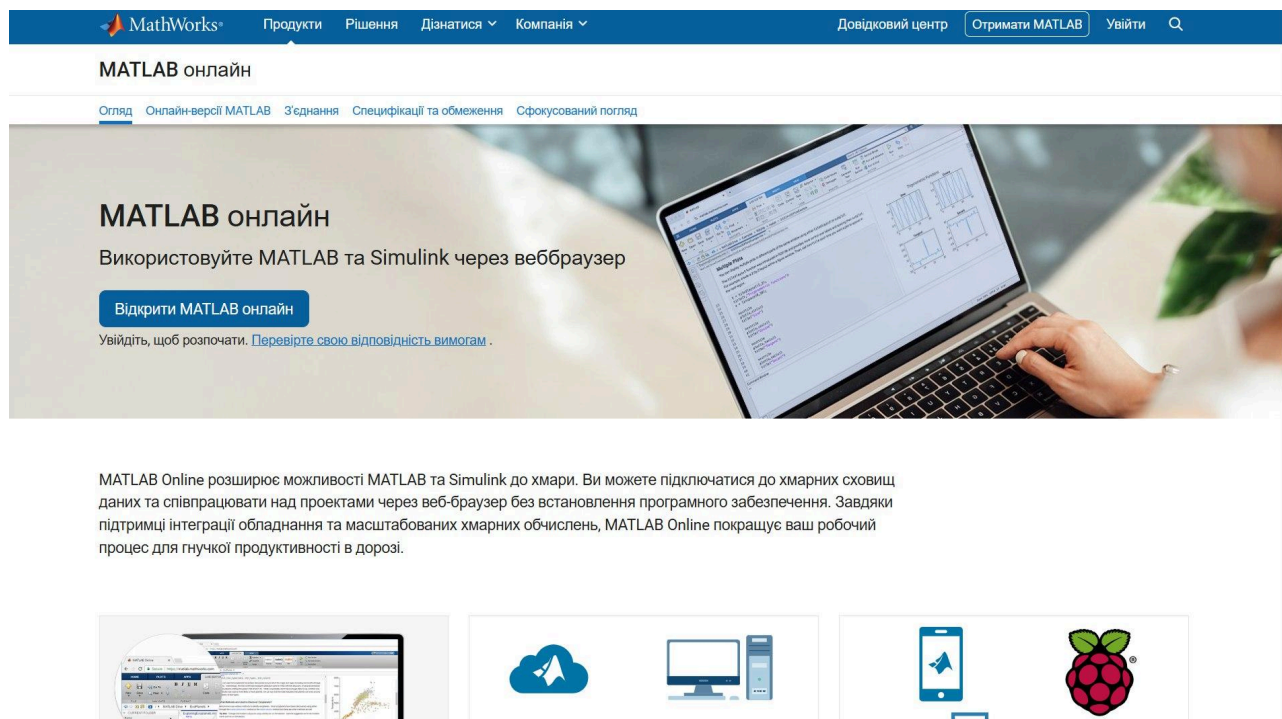 MathWorks®
Продукти
Рішення
Дізнатися
Компанія
Довідковий центр
Отримати MATLAB
Увійти
MATLAB онлайн
Огляд
Онлайн-версії MATLAB
З'єднання
Специфікації та обмеження
Сфокусований погляд
MATLAB онлайн
Використовуйте MATLAB та Simulink через веббраузер
Відкрити MATLAB онлайн
Увійдіть, щоб розпочати. Перевірте свою відповідність вимогам .
Multiple Plots
MATLAB Online розширює можливості MATLAB та Simulink до хмари. Ви можете підключатися до хмарних сховищ
даних та співпрацювати над проектами через веб-браузер без встановлення програмного забезпечення. Завдяки
підтримці інтеграції обладнання та масштабованих хмарних обчислень, MATLAB Online покращує ваш робочий
процес для гнучкої продуктивності в дорозі.